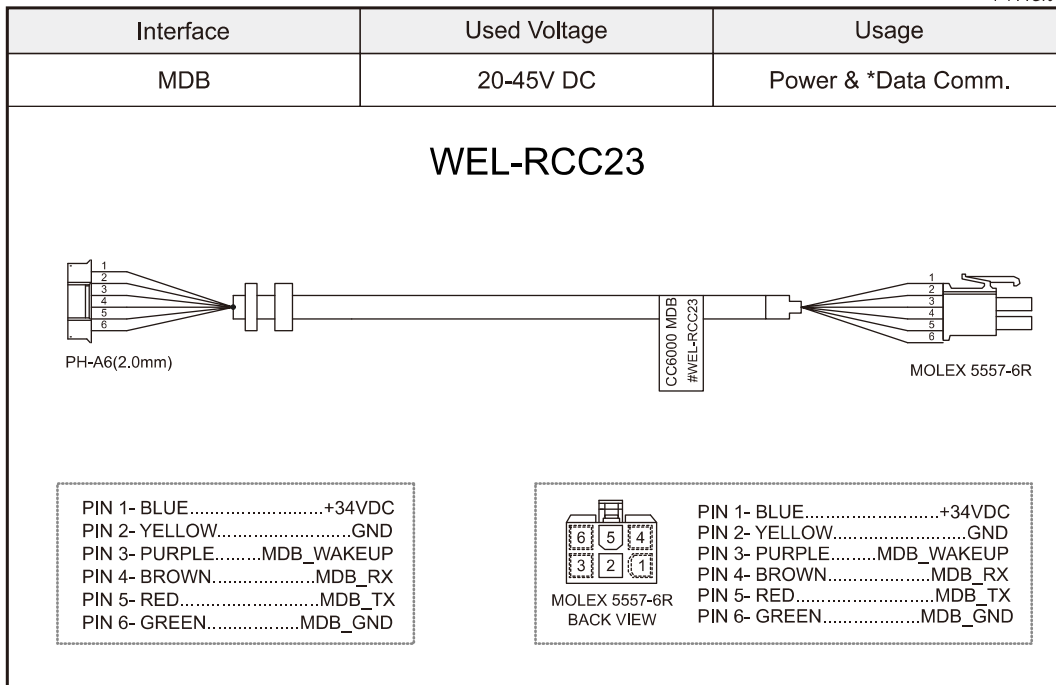 Interface Used Voltage Usage
MDB 20-45V DC Power & *Data Comm.
WEL-RCC23
1
2
3
4
5
6
PH-A6(2.0mm)
CC6000 MDB
#WEL-RCC23
1
2
3
4
5
6
MOLEX 5557-6R
PIN 1- BLUE.............................+34VDC
PIN 2- YELLOW............................GND
PIN 3- PURPLE.........MDB_WAKEUP
PIN 4- BROWN.....................MDB_RX
PIN 5- RED............................MDB_TX
PIN 6- GREEN...................MDB_GND
6 5 4
3 2 1
MOLEX 5557-6R
BACK VIEW
PIN 1- BLUE.............................+34VDC
PIN 2- YELLOW............................GND
PIN 3- PURPLE.........MDB_WAKEUP
PIN 4- BROWN.....................MDB_RX
PIN 5- RED............................MDB_TX
PIN 6- GREEN...................MDB_GND